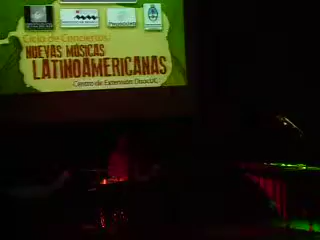 Ciclo de Conciertos
NUEVAS MÚSICAS
LATINOAMERICANAS
Centro de Extensión DuocUC